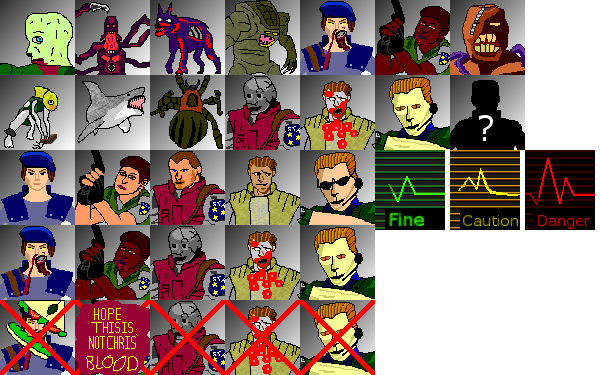 ?
Fine
Caution
Danger
HOPE
THIS IS
NOT CHRIS'
BLOOD